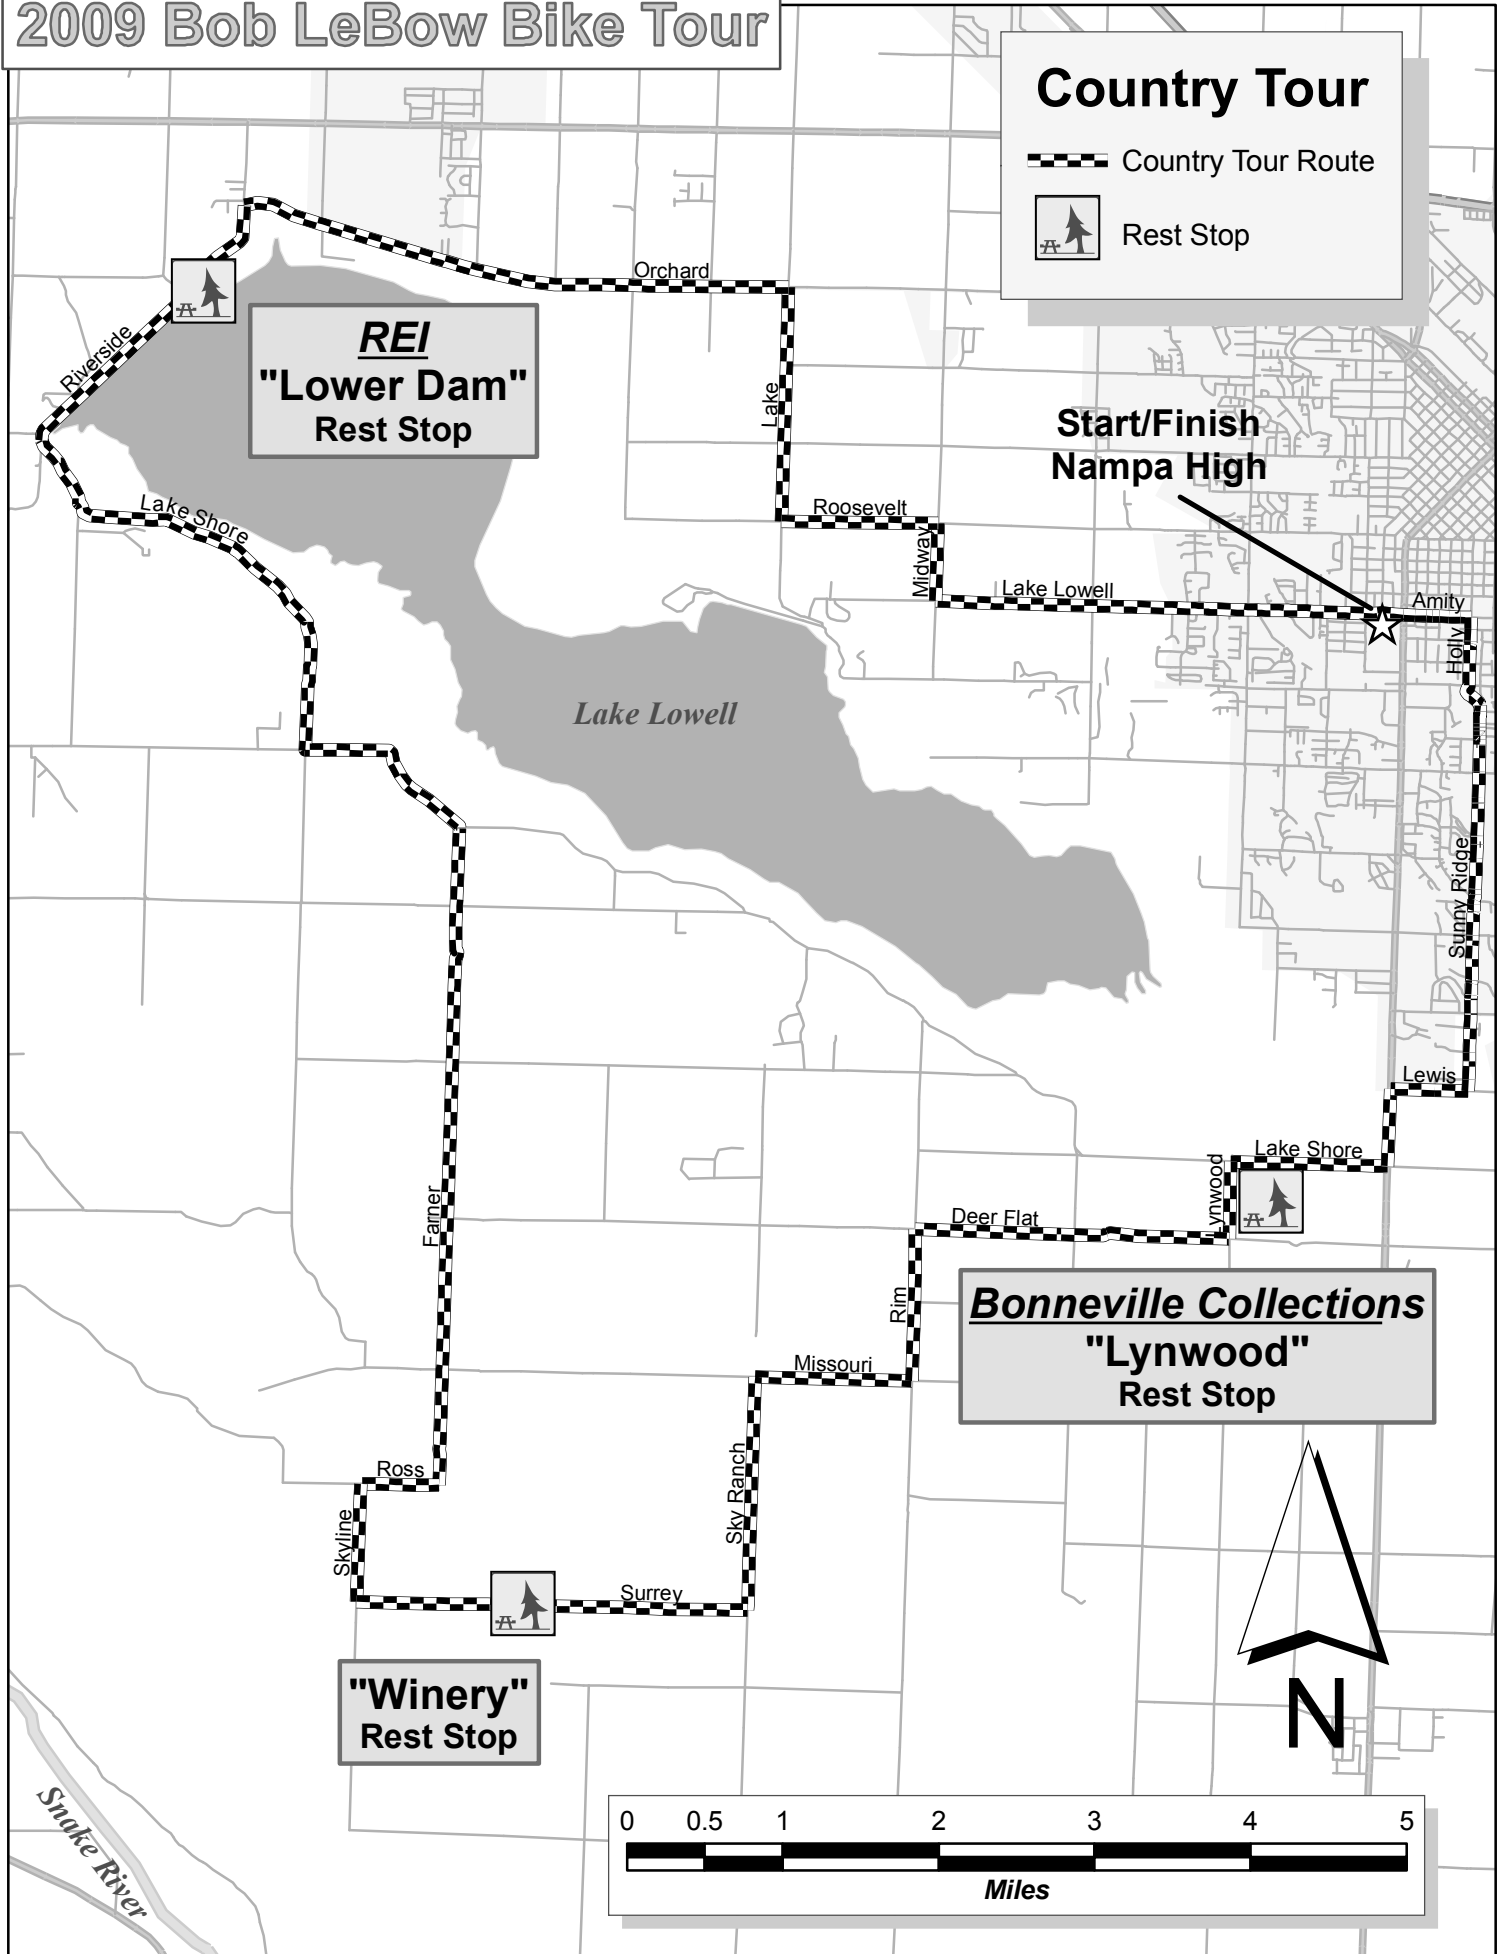 2009 Bob LeBow Bike Tour
Country Tour
Country Tour Route
Rest Stop
Orchard
REI
"Lower Dam"
Rest Stop
Riverside
Lake
Start/Finish
Nampa High
Lake Shore
Roosevelt
Midway
Lake Lowell
Amity
Holly
Lake Lowell
Sunny Ridge
Lewis
Lake Shore
Lynwood
Farner
Deer Flat
Rim
Bonneville Collections
"Lynwood"
Rest Stop
Missouri
Sky Ranch
Ross
Skyline
Surrey
"Winery"
Rest Stop
N
Snake River
0 0.5 1 2 3 4 5
Miles